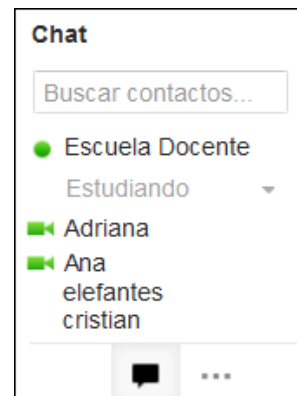 Chat
Buscar contactos...
Escuela Docente
Estudiando
Adriana
Ana
elefantes
cristian